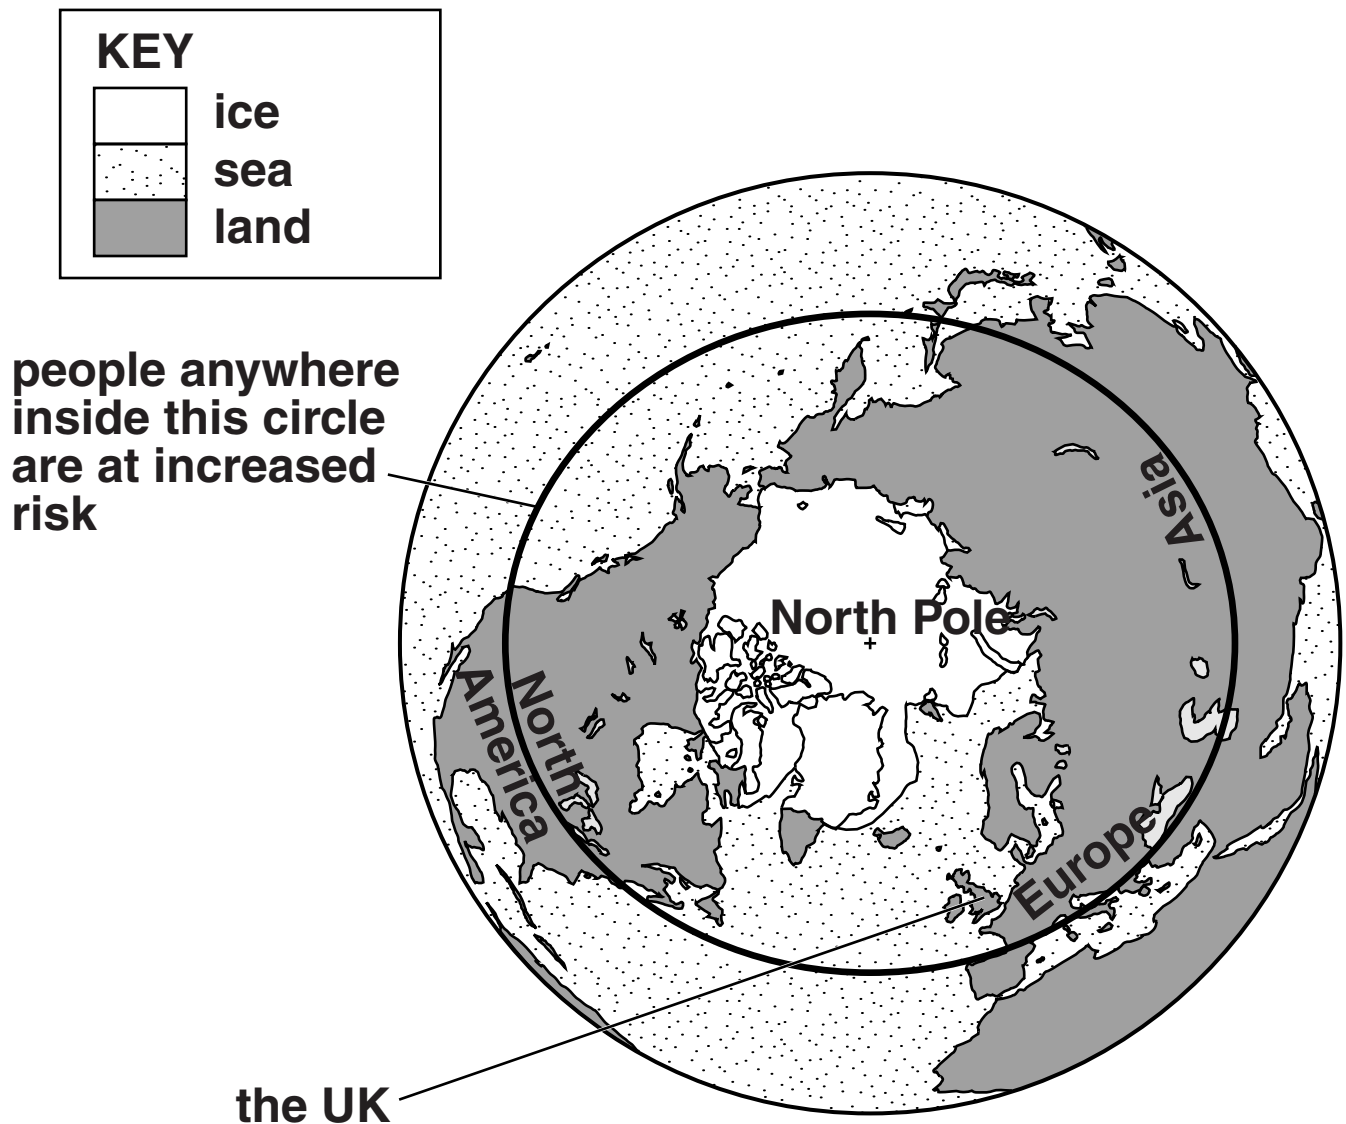 KEY
ice
sea
land
people anywhere
inside this circle
are at increased
risk
North Pole
Asia
North
America
Europe
the UK